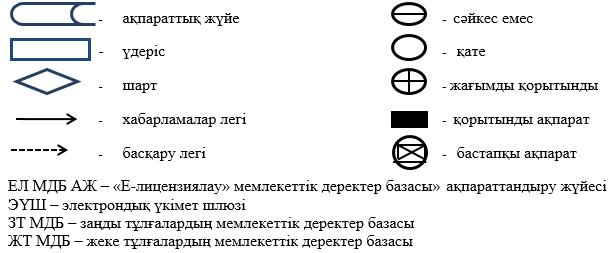 - ақпараттық жүйе
- сәйкес емес
- үдеріс
- қате
- шарт
- жағымды қорытынды
- хабарламалар легі
- қорытынды ақпарат
- басқару легі
- бастапқы ақпарат
ЕЛ МДБ АЖ – «Е-лицензиялау» мемлекеттік деректер базасы» ақпараттандыру жүйесі
ЭҮШ – электрондық үкімет шлюзі
ЗТ МДБ – заңды тұлғалардың мемлекеттік деректер базасы
ЖТ МДБ – жеке тұлғалардың мемлекеттік деректер базасы